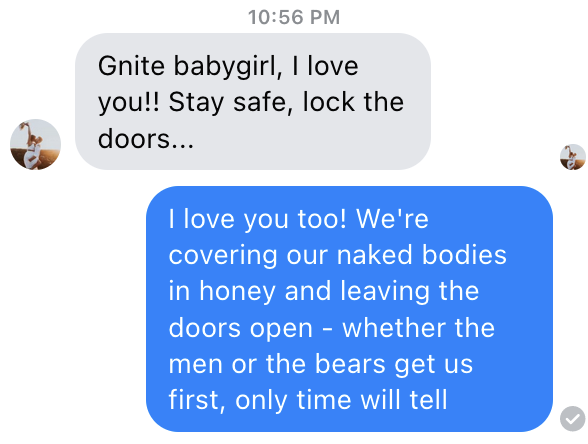 10:56 PM
Gnite babygirl, I love
you!! Stay safe, lock the
doors...
I love you too! We're
covering our naked bodies
in honey and leaving the
doors open - whether the
men or the bears get us
first, only time will tell